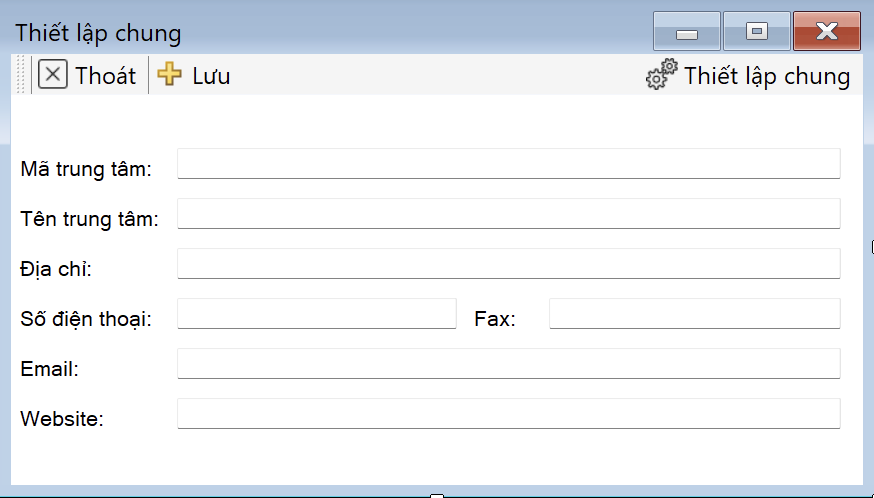 Thiết lập chung
Thoát Lưu Thiết lập chung
Mã trung tâm:
Tên trung tâm:
Địa chỉ:
Số điện thoại: Fax:
Email:
Website: